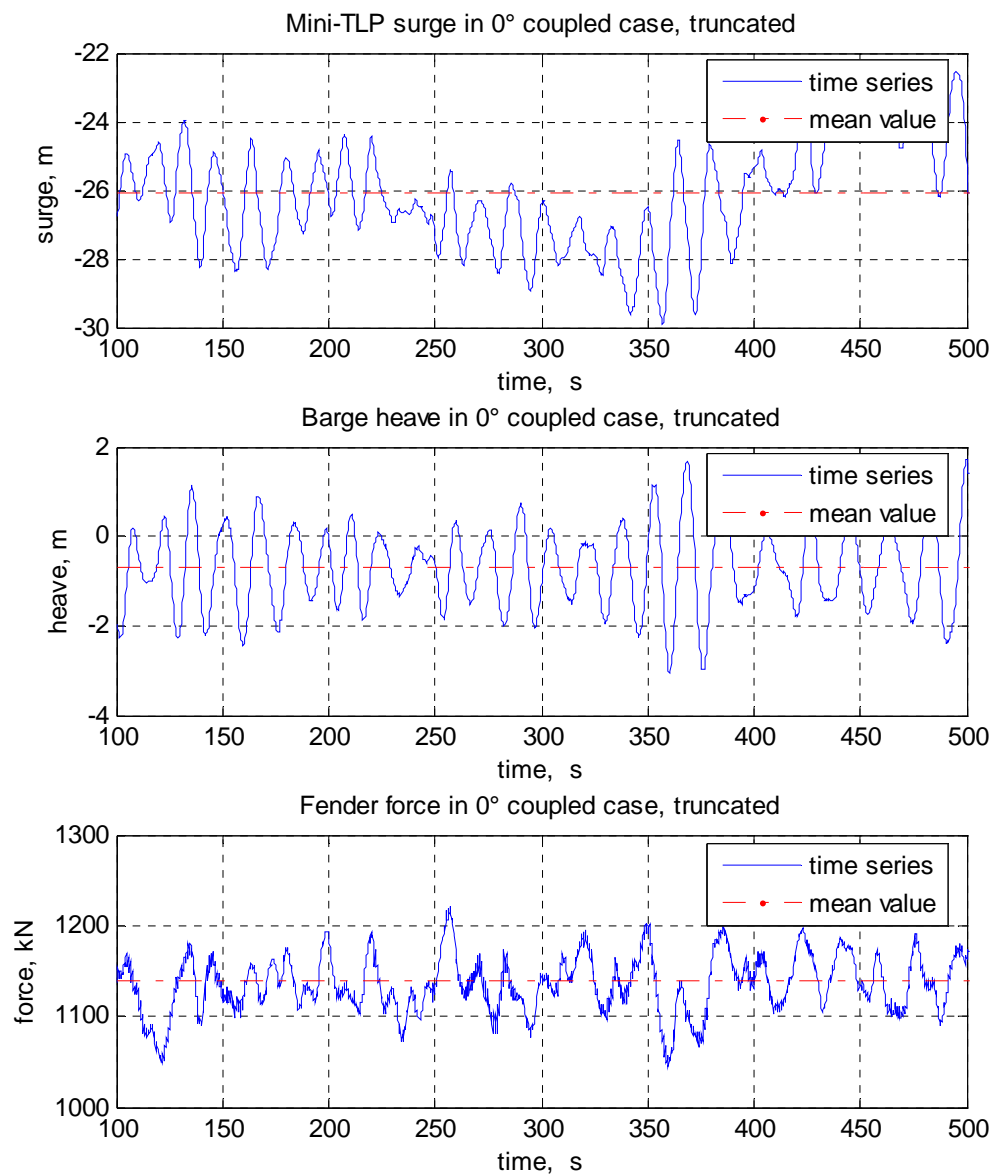 Mini-TLP surge in 0° coupled case, truncated
-22
-24
-26
-28
-30
surge, m
time series
mean value
100 150 200 250 300 350 400 450 500
time, s
Barge heave in 0° coupled case, truncated
2
0
-2
-4
heave, m
time series
mean value
100 150 200 250 300 350 400 450 500
time, s
Fender force in 0° coupled case, truncated
1300
1200
1100
1000
force, kN
time series
mean value
100 150 200 250 300 350 400 450 500
time, s